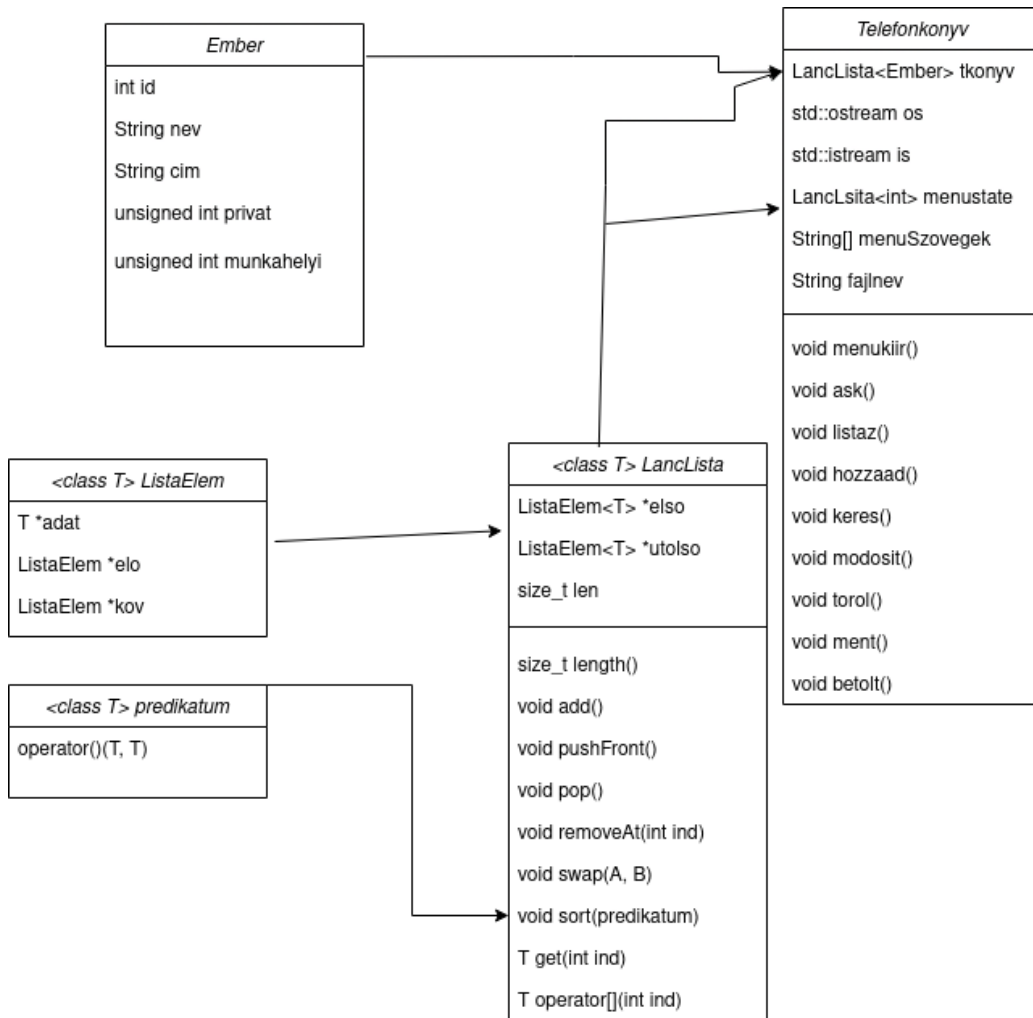 Ember
int id
String nev
String cim
unsigned int privat
unsigned int munkahelyi
Telefonkonyv
LancLista<Ember> tkonyv
std::ostream os
std::istream is
LancLsita<int> menustate
String[] menuSzovegek
String fajlnev
void menukiir()
void ask()
void listaz()
void hozzaad()
void keres()
void modosit()
void torol()
void ment()
void betolt()
<class T> ListaElem
T *adat
ListaElem *elo
ListaElem *kov
<class T> predikatum
operator()(T, T)
<class T> LancLista
ListaElem<T> *elso
ListaElem<T> *utolso
size_t len
size_t length()
void add()
void pushFront()
void pop()
void removeAt(int ind)
void swap(A, B)
void sort(predikatum)
T get(int ind)
T operator[](int ind)